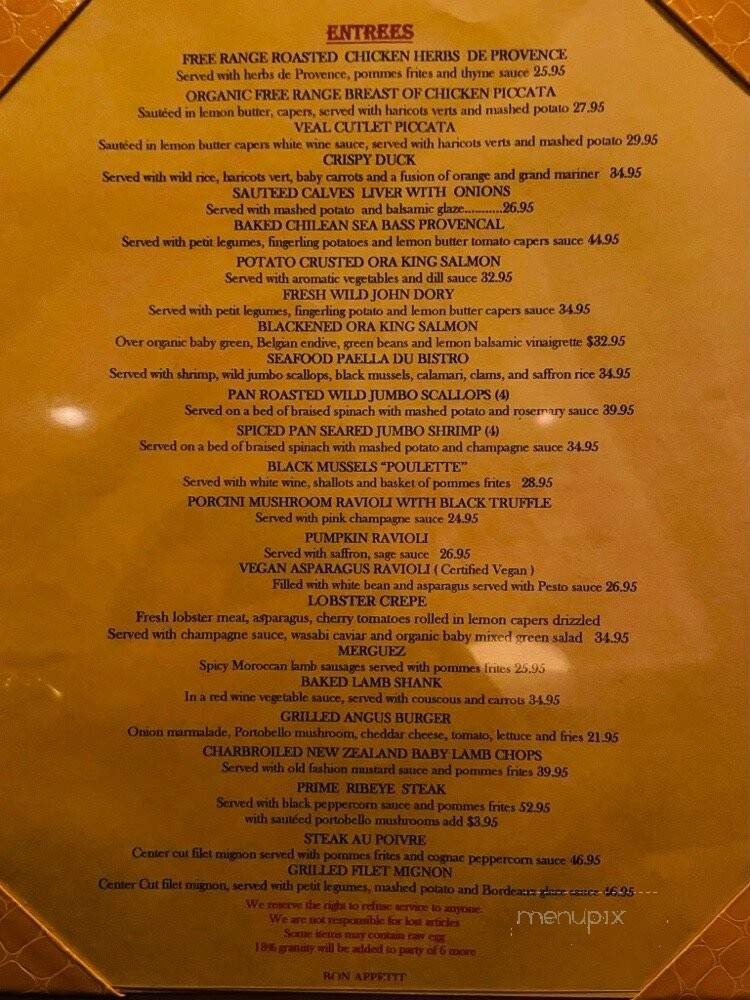 ENTREES
FREE RANGE ROASTED CHICKEN HERBS DE PROVENCE
Served with herbs de Provence, pommes frites and thyme sauce 25.95
ORGANIC FREE RANGE BREAST OF CHICKEN PICCATA
Sautéed in lemon butter, capers, served with haricots verts and mashed potato 27.95
VEAL CUTLET PICCATA
Sautéed in lemon butter capers white wine sauce, served with haricots verts and mashed potato 29.95
CRISPY DUCK
Served with wild rice, haricots vert, baby carrots and a fusion of orange and grand mariner 34.95
SAUTEED CALVES LIVER WITH ONIONS
Served with mashed potato and balsamic glaze...........26.95
BAKED CHILEAN SEA BASS PROVENCAL
Served with petit legumes, fingerling potatoes and lemon butter tomato capers sauce 44.95
POTATO CRUSTED ORA KING SALMON
Served with aromatic vegetables and dill sauce 32.95
FRESH WILD JOHN DORY
Served with petit legumes, fingerling potato and lemon butter capers sauce 34.95
BLACKENED ORA KING SALMON
Over organic baby green, Belgian endive, green beans and lemon balsamic vinaigrette $32.95
SEAFOOD PAELLA DU BISTRO
Served with shrimp, wild jumbo scallops, black mussels, calamari, clams, and saffron rice 34.95
PAN ROASTED WILD JUMBO SCALLOPS (4)
Served on a bed of braised spinach with mashed potato and rosemary sauce 39.95
SPICED PAN SEARED JUMBO SHRIMP (4)
Served on a bed of braised spinach with mashed potato and champagne sauce 34.95
BLACK MUSSELS “POULETTE”
Served with white wine, shallots and basket of pommes frites 28.95
PORCINI MUSHROOM RAVIOLI WITH BLACK TRUFFLE
Served with pink champagne sauce 24.95
PUMPKIN RAVIOLI
Served with saffron, sage sauce 26.95
VEGAN ASPARAGUS RAVIOLI ( Certified Vegan )
Filled with white bean and asparagus served with Pesto sauce 26.95
LOBSTER CREPE
Fresh lobster meat, asparagus, cherry tomatoes rolled in lemon capers drizzled
Served with champagne sauce, wasabi caviar and organic baby mixed green salad 34.95
MERGUEZ
Spicy Moroccan lamb sausages served with pommes frites 25.95
BAKED LAMB SHANK
In a red wine vegetable sauce, served with couscous and carrots 34.95
GRILLED ANGUS BURGER
Onion marmalade, Portobello mushroom, cheddar cheese, tomato, lettuce and fries 21.95
CHARBROILED NEW ZEALAND BABY LAMB CHOPS
Served with old fashion mustard sauce and pommes frites 39.95
PRIME RIBEYE STEAK
Served with black peppercorn sauce and pommes frites 52.95
with sautéed portobello mushrooms add $3.95
STEAK AU POIVRE
Center cut filet mignon served with pommes frites and cognac peppercorn sauce 46.95
GRILLED FILET MIGNON
Center Cut filet mignon, served with petit legumes, mashed potato and Bordeaux glace sauce 46.95
We reserve the right to refuse service to anyone.
We are not responsible for lost articles
Some items may contain raw egg
18% gratuity will be added to party of 6 more
menupix
BON APPETIT